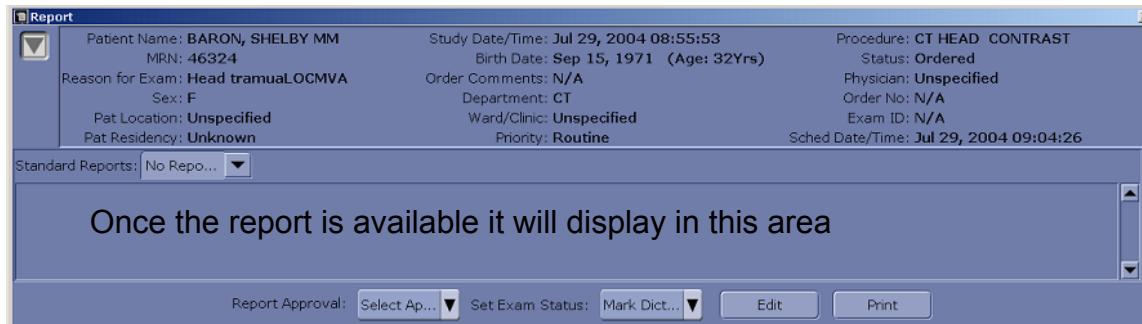 Report
Patient Name: BARON, SHELBY MM Study Date/Time: Jul 29, 2004 08:55:53 Procedure: CT HEAD CONTRAST
MRN: 46324 Birth Date: Sep 15, 1971 (Age: 32Yrs) Status: Ordered
Reason for Exam: Head tramuaLOCMVA Order Comments: N/A Physician: Unspecified
Sex: F Department: CT Order No: N/A
Pat Location: Unspecified Ward/Clinic: Unspecified Exam ID: N/A
Pat Residency: Unknown Priority: Routine Sched Date/Time: Jul 29, 2004 09:04:26
Standard Reports: No Repo...
Once the report is available it will display in this area
Report Approval: Select Ap... Set Exam Status: Mark Dict... Edit Print